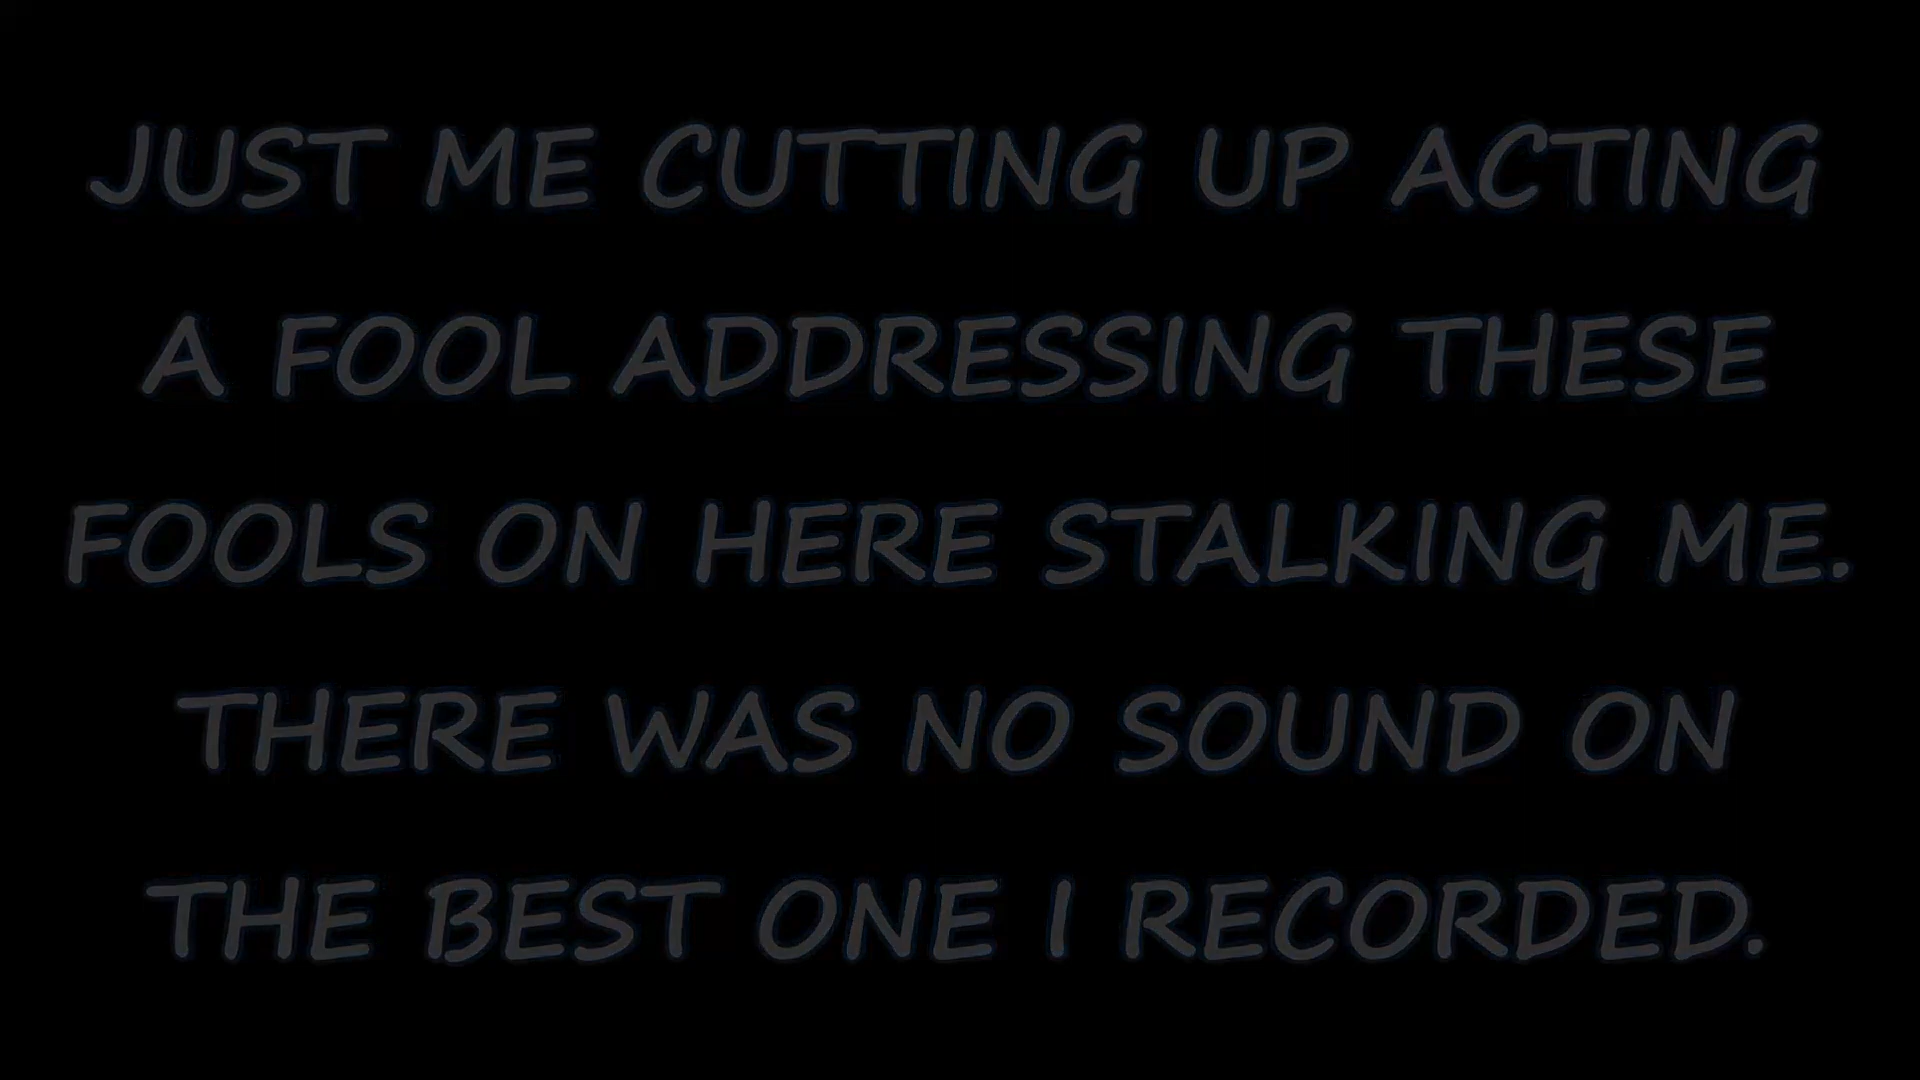 JUST ME CUTTING UP ACTING
A FOOL ADDRESSING THESE
FOOLS ON HERE STALKING ME.
THERE WAS NO SOUND ON
THE BEST ONE I RECORDED.